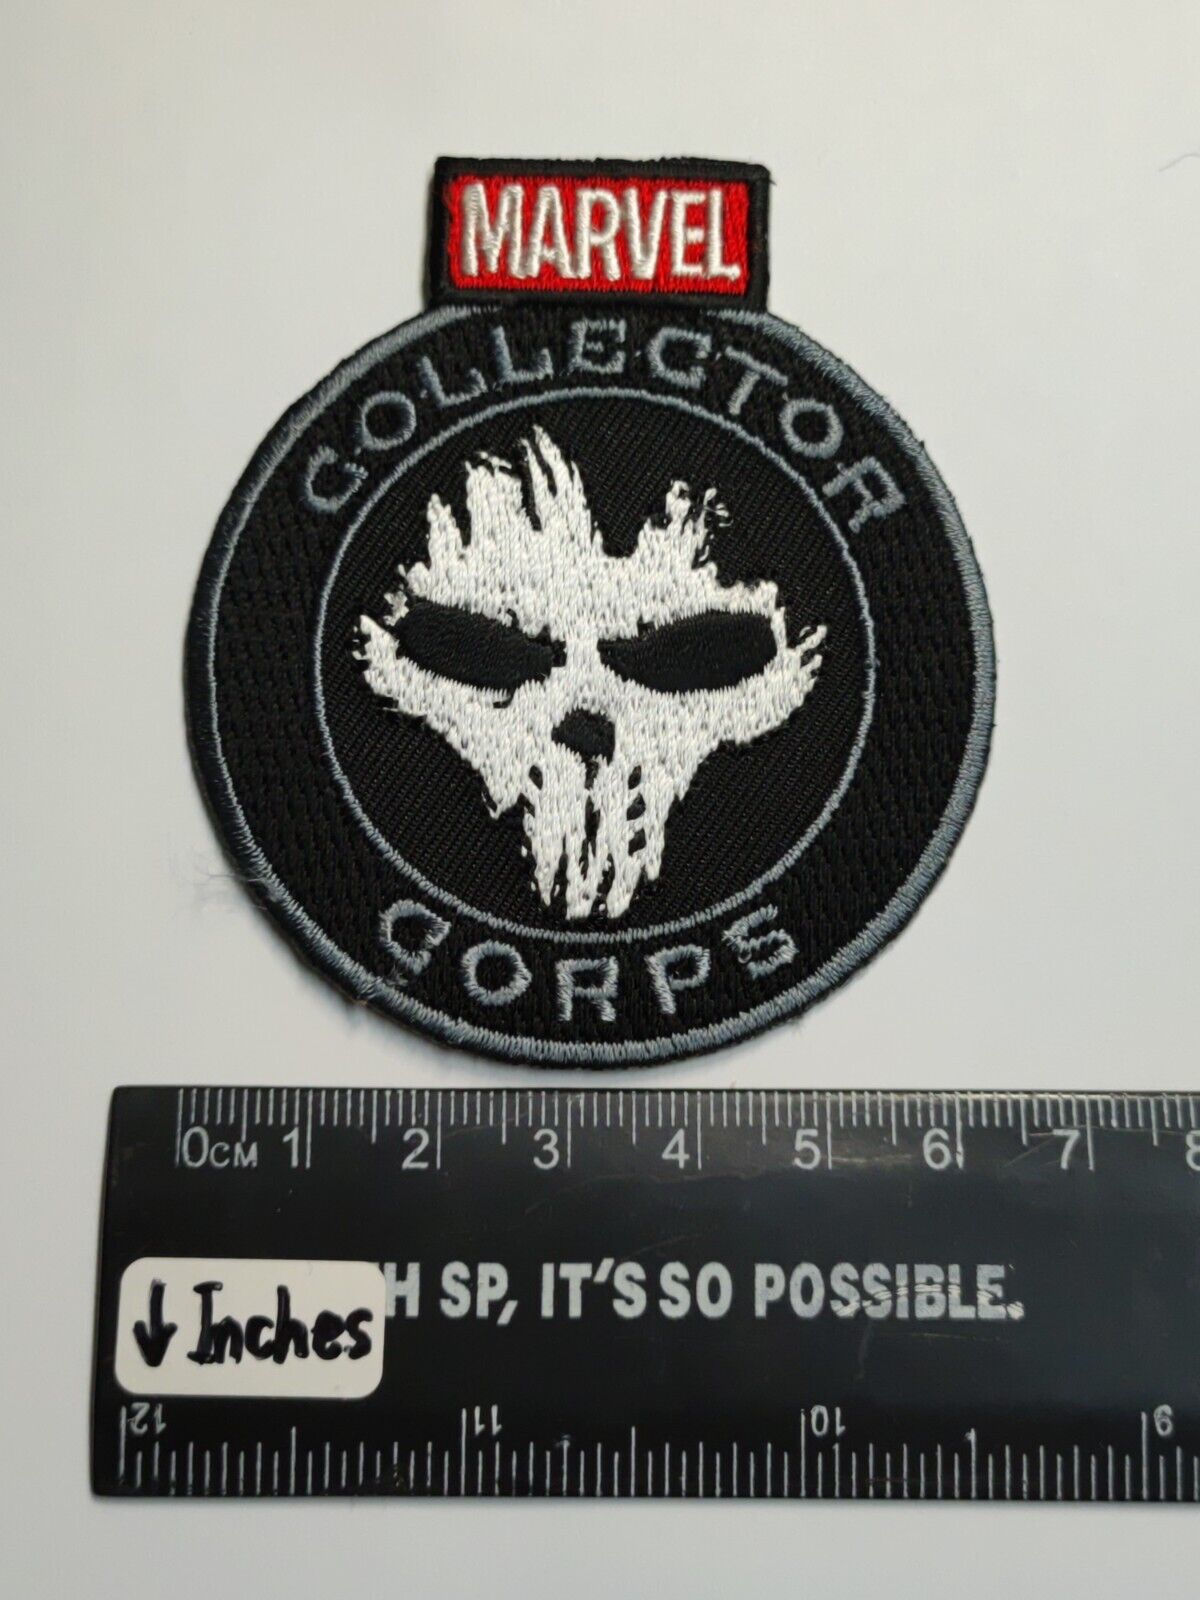 MARVEL
COLLECTOR
CORPS
0CM 1 2 3 4 5 6 7 8
H SP, IT'S SO POSSIBLE.
↓ Inches
12 11 10 9